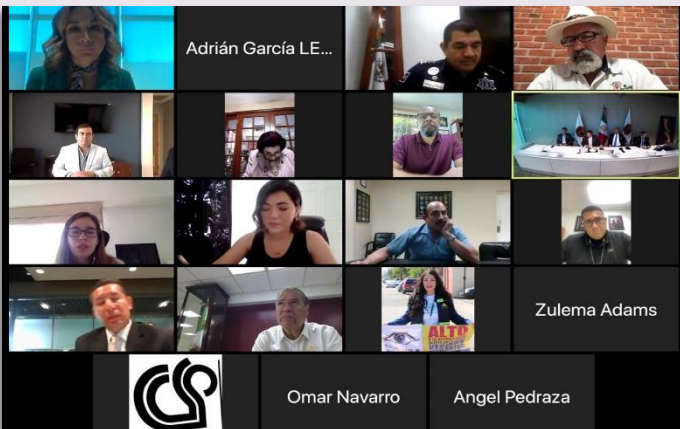 Adrián García LE...
ALTO
Zulema Adams
Omar Navarro
Angel Pedraza